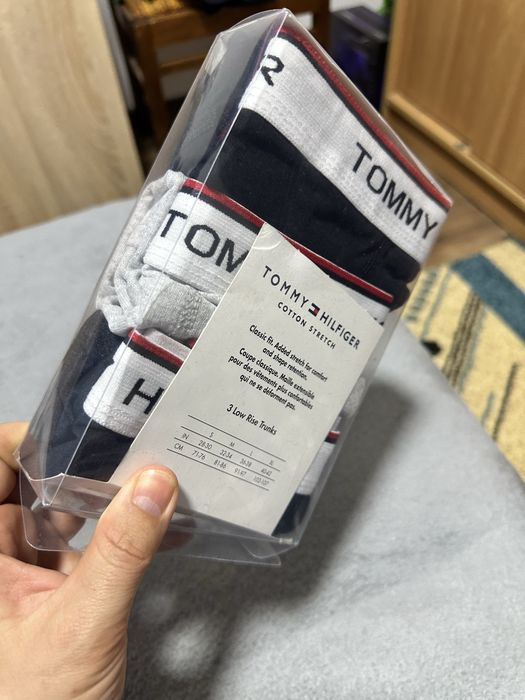 R
TOMMY
TOM
H
TOMMY HILFIGER
COTTON STRETCH
Classic fit. Added stretch for comfort
and shape retention.
Coupe classique. Maille extensible
pour des vêtements plus confortables
qui ne se déforment pas.
3 Low Rise Trunks
S M L XL
IN 28-30 32-34 36-38 40-42
CM 71-76 81-86 91-97 102-107